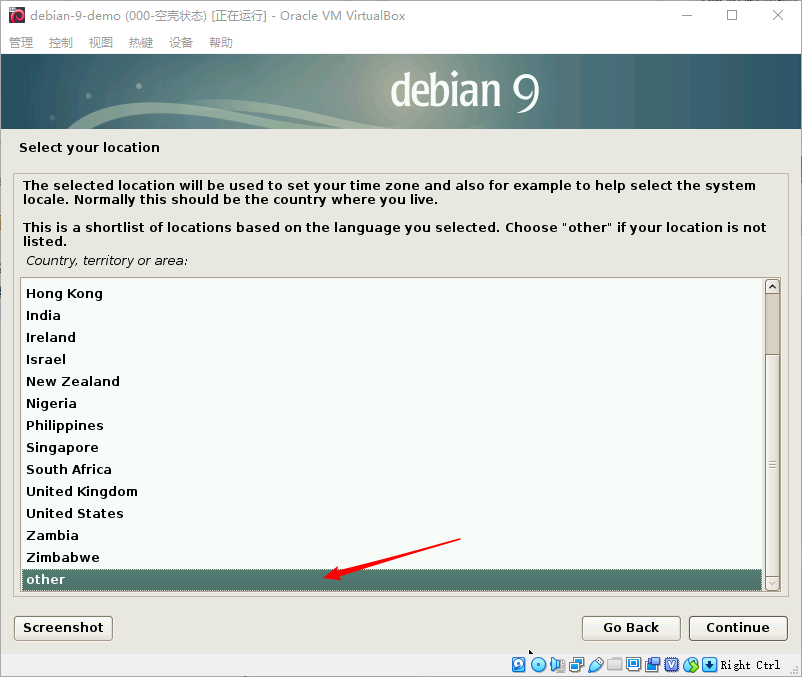 debian-9-demo (000-空壳状态) [正在运行] - Oracle VM VirtualBox
管理 控制 视图 热键 设备 帮助
debian 9
Select your location
The selected location will be used to set your time zone and also for example to help select the system
locale. Normally this should be the country where you live.
This is a shortlist of locations based on the language you selected. Choose "other" if your location is not
listed.
Country, territory or area:
Hong Kong
India
Ireland
Israel
New Zealand
Nigeria
Philippines
Singapore
South Africa
United Kingdom
United States
Zambia
Zimbabwe
other
Screenshot Go Back Continue
Right Ctrl